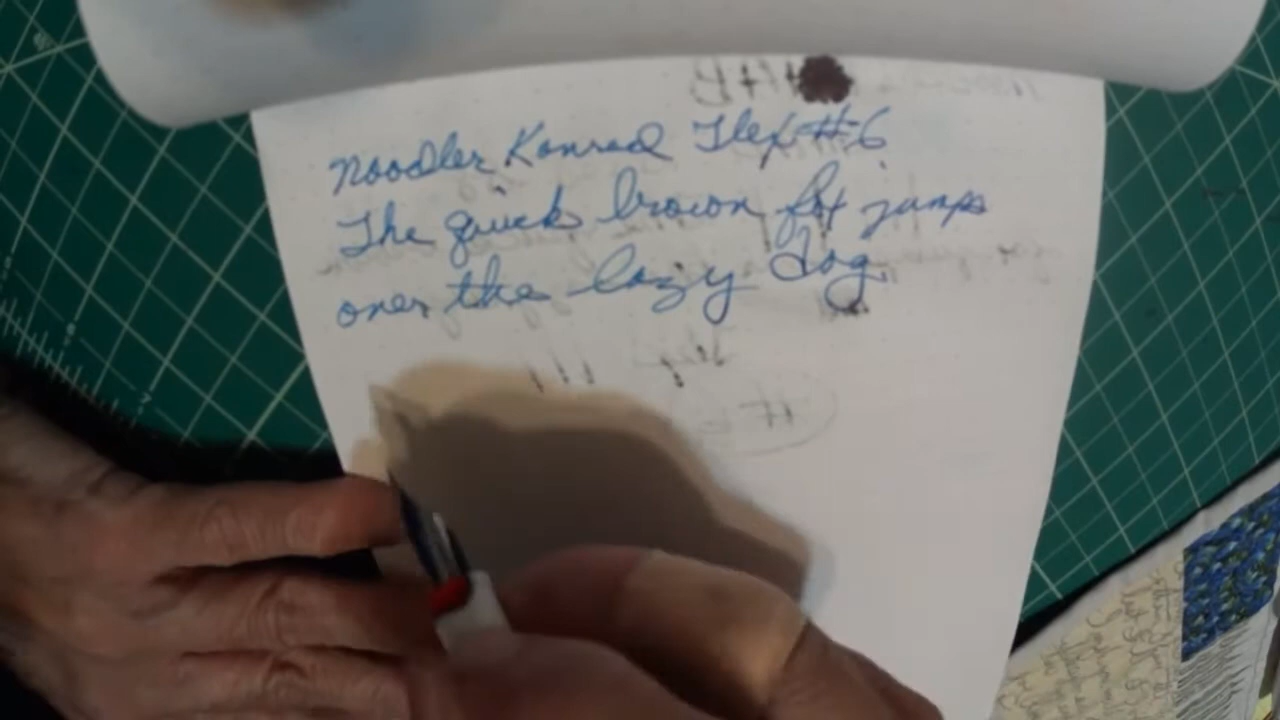 Noodler Konrad Flex #6
The quick brown fox jumps
over the lazy dog.